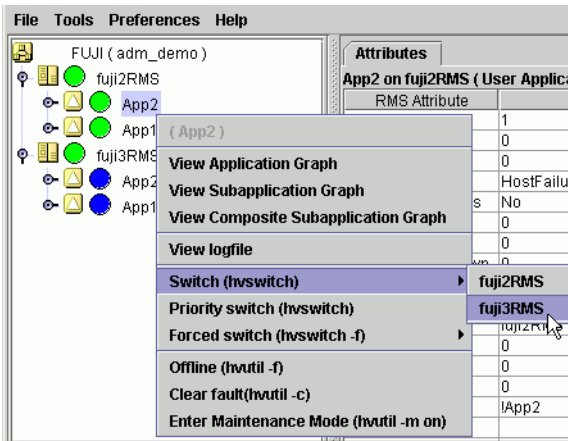 File Tools Preferences Help
FUJI ( adm_demo )
fuji2RMS
App2
App1
fuji3RMS
App2
App1
Attributes
App2 on fuji2RMS ( User Applica
RMS Attribute
1
0
0
HostFailu
s No
0
0
0
0
0
0
!App2
( App2 )
View Application Graph
View Subapplication Graph
View Composite Subapplication Graph
View logfile
Switch (hvswitch)
Priority switch (hvswitch)
Forced switch (hvswitch -f)
Offline (hvutil -f)
Clear fault(hvutil -c)
Enter Maintenance Mode (hvutil -m on)
fuji2RMS
fuji3RMS